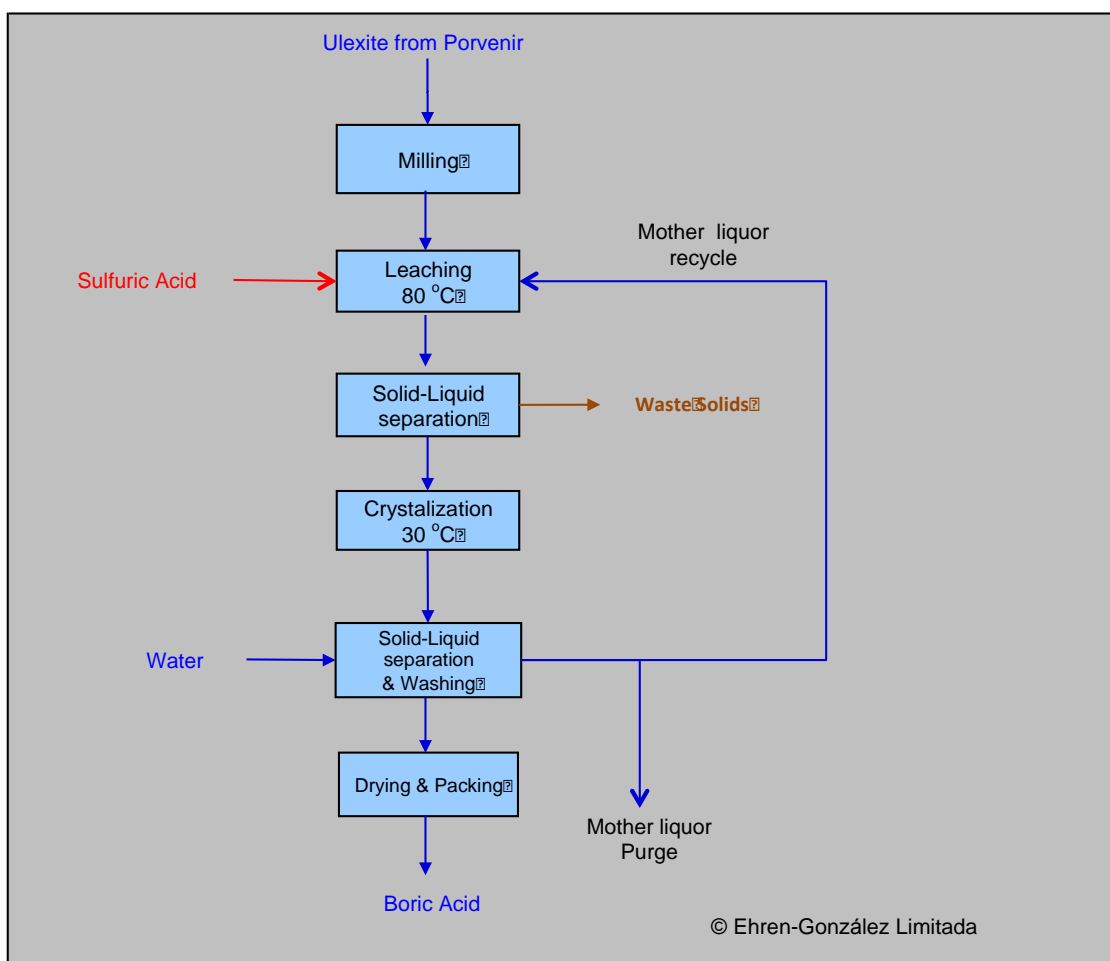 Ulexite from Porvenir
Milling
Mother liquor
recycle
Sulfuric Acid
Leaching
80 °C
Solid-Liquid
separation
Waste Solids
Crystalization
30 °C
Water
Solid-Liquid
separation
& Washing
Drying & Packing
Mother liquor
Purge
Boric Acid
© Ehren-González Limitada